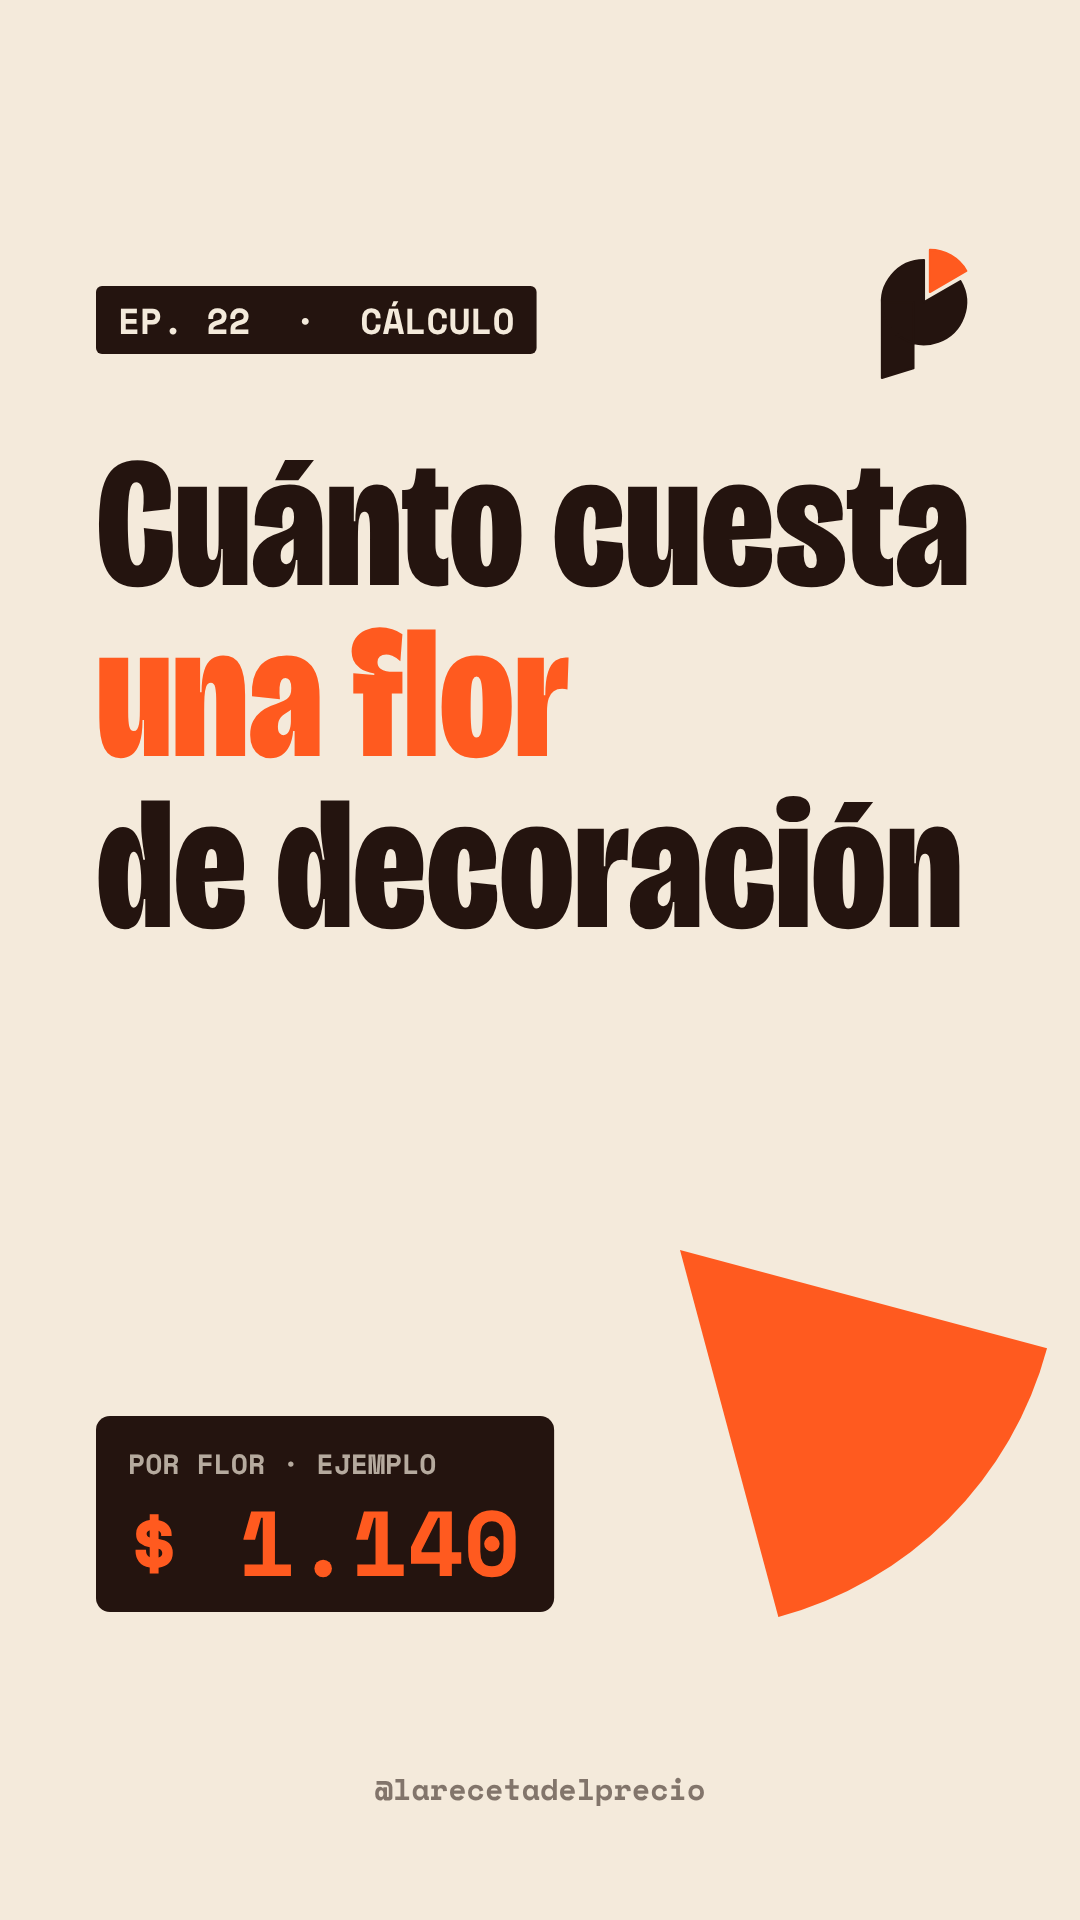 EP. 22 · CÁLCULO
Cuánto cuesta
una flor
de decoración
POR FLOR · EJEMPLO
$ 1.140
@larecetadelprecio